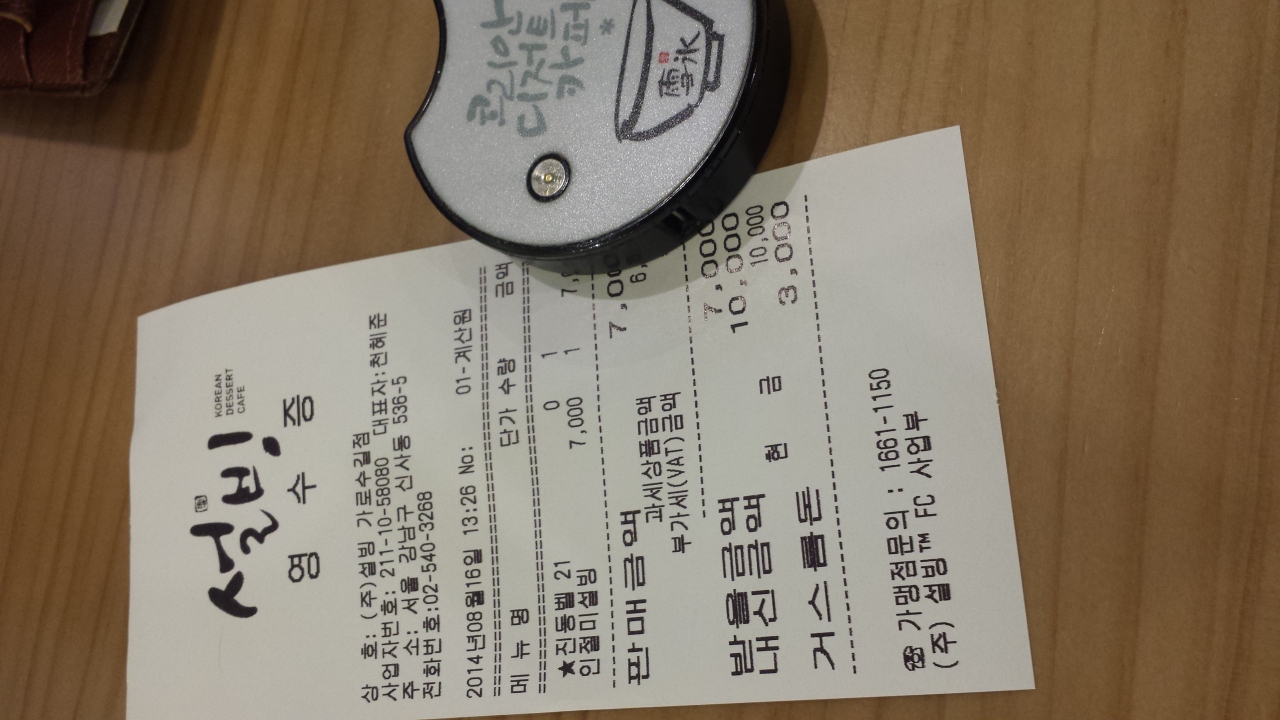 코리안
디저트
카페
*
雪氷
설빙
KOREAN
DESSERT
CAFE
영 수 증
상 호: (주)설빙 가로수길점
사업자번호: 211-10-58080 대표자:천혜준
주 소: 서울 강남구 신사동 536-5
전화번호:02-540-3268
2014년08월16일 13:26 No: 01-계산원
메 뉴 명 단가 수량 금액
★진동벨 21 0 1
인절미설빙 7,000 1
판매금액 7,000
과세상품금액
부가세(VAT)금액
받을금액 7,000
내신금액 10,000
현 금 10,000
거스름돈 3,000
☎ 가맹점문의 : 1661-1150
(주) 설빙™ FC 사업부